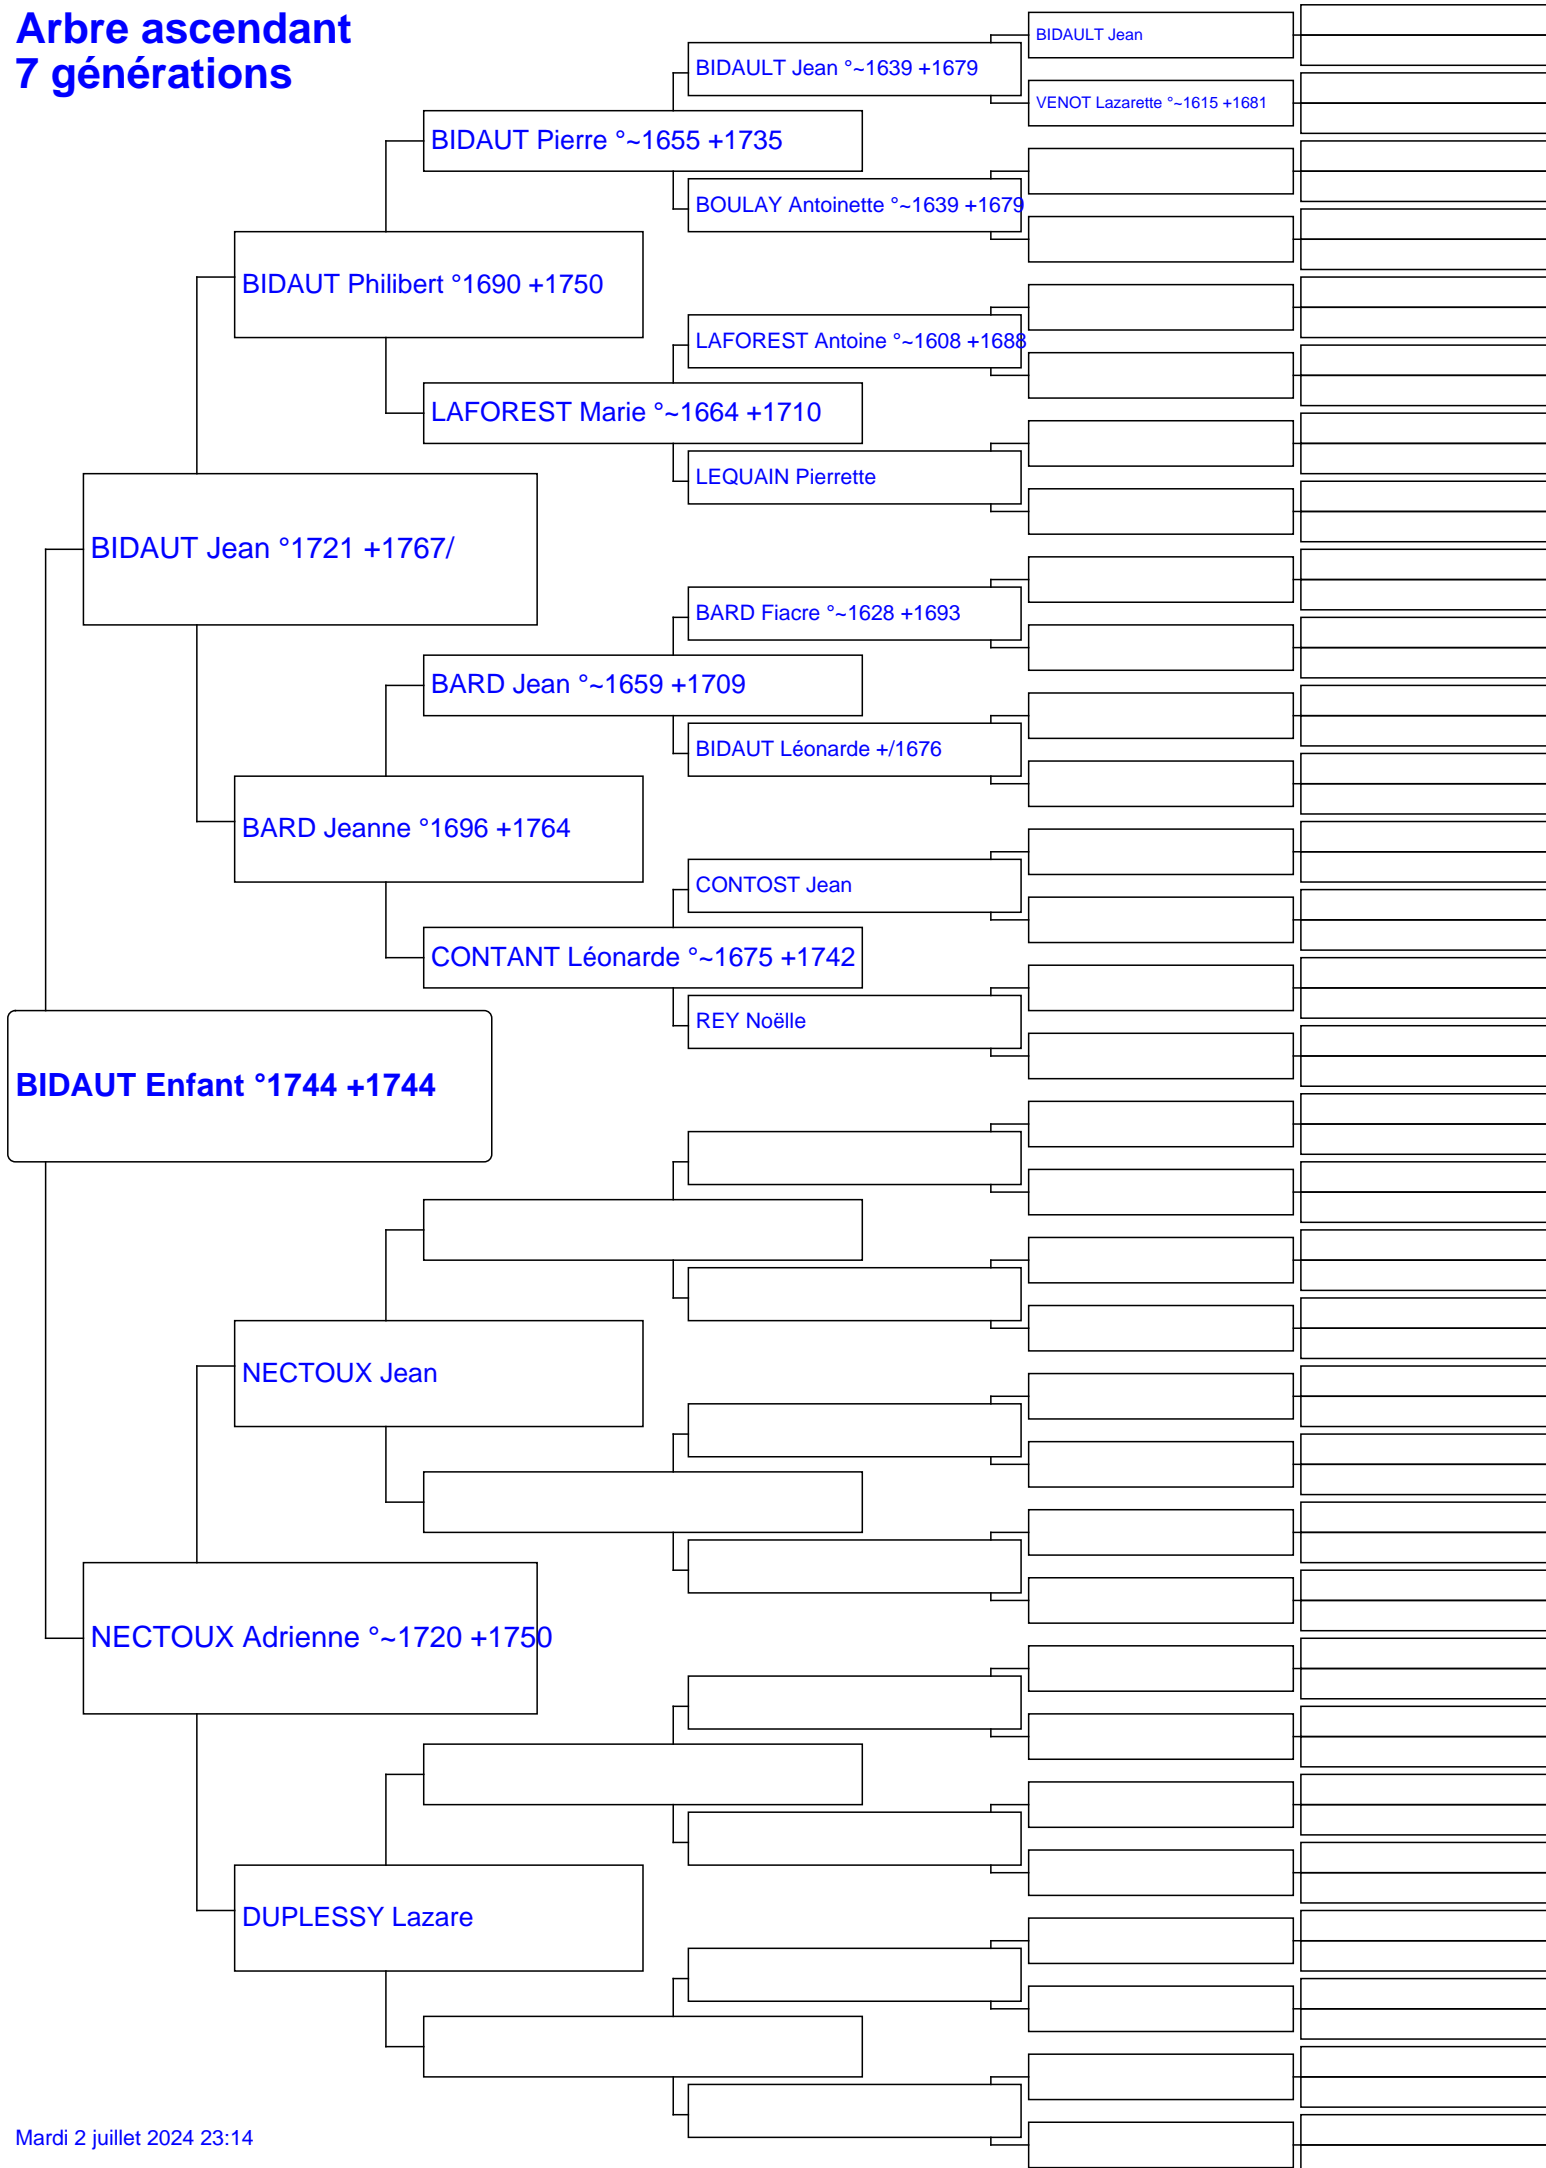 Arbre ascendant
7 générations
BIDAULT Jean
BIDAULT Jean °~1639 +1679
VENOT Lazarette °~1615 +1681
BIDAUT Pierre °~1655 +1735
BOULAY Antoinette °~1639 +1679
BIDAUT Philibert °1690 +1750
LAFOREST Antoine °~1608 +1688
LAFOREST Marie °~1664 +1710
LEQUAIN Pierrette
BIDAUT Jean °1721 +1767/
BARD Fiacre °~1628 +1693
BARD Jean °~1659 +1709
BIDAUT Léonarde +/1676
BARD Jeanne °1696 +1764
CONTOST Jean
CONTANT Léonarde °~1675 +1742
REY Noëlle
BIDAUT Enfant °1744 +1744
NECTOUX Jean
NECTOUX Adrienne °~1720 +1750
DUPLESSY Lazare
Mardi 2 juillet 2024 23:14